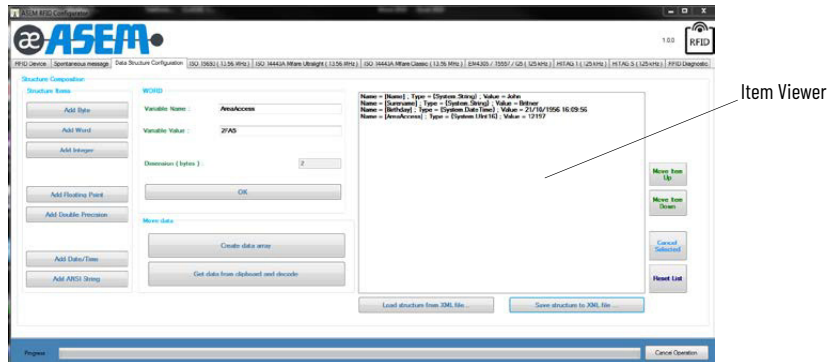 ASEM RFID Configurator
ASEM
1.0.0
RFID
RFID Device
Spontaneous message
Data Structure Configuration
ISO 15693 ( 13.56 MHz )
ISO 14443A Mifare Ultralight ( 13.56 MHz )
ISO 14443A Mifare Classic ( 13.56 MHz )
EM4305 / T5557 / Q5 ( 125 kHz )
HITAG 1 ( 125 kHz )
HITAG S ( 125 kHz )
RFID Diagnostic
Structure Composition
Structure Items
Add Byte
Add Word
Add Integer
Add Floating Point
Add Double Precision
Add Date/Time
Add ANSI String
WORD
Variable Name :
AreaAccess
Variable Value :
2FA5
Dimension ( bytes ) :
2
OK
Move data
Create data array
Get data from clipboard and decode
Name = [Name] ; Type = [System.String] ; Value = John
Name = [Surename] ; Type = [System.String] ; Value = Britner
Name = [Birthday] ; Type = [System.DateTime] ; Value = 21/10/1956 16:09:56
Name = [AreaAccess] ; Type = [System.UInt16] ; Value = 12197
Load structure from XML file...
Save structure to XML file ...
Move Item Up
Move Item Down
Cancel Selected
Reset List
Item Viewer
Progress
Cancel Operation